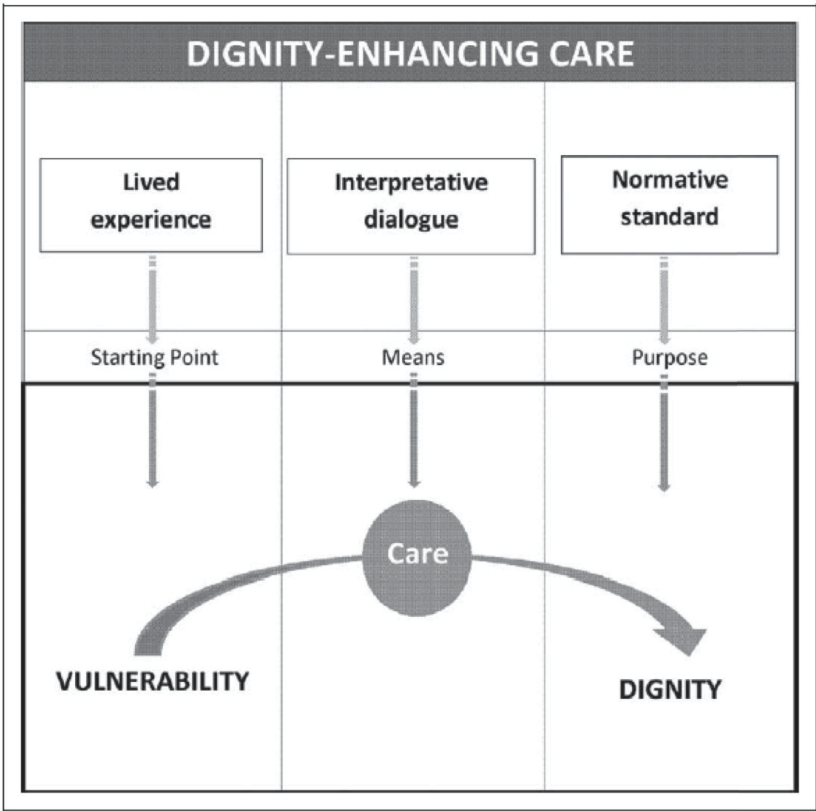 DIGNITY-ENHANCING CARE
Lived
experience
Interpretative
dialogue
Normative
standard
Starting Point
Means
Purpose
Care
VULNERABILITY
DIGNITY